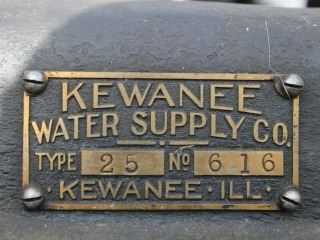 KEWANEE
WATER SUPPLY CO.
TYPE 25 No 616
· KEWANEE · ILL ·